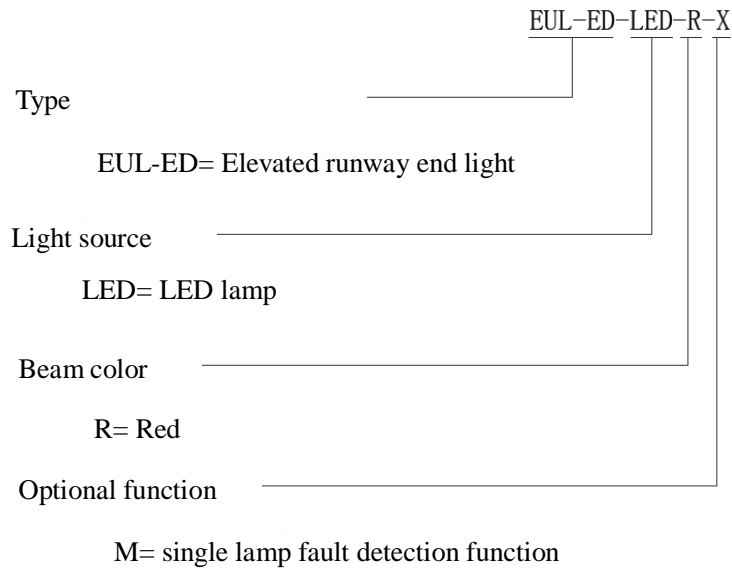 EUL-ED-LED-R-X
Type
EUL-ED= Elevated runway end light
Light source
LED= LED lamp
Beam color
R= Red
Optional function
M= single lamp fault detection function